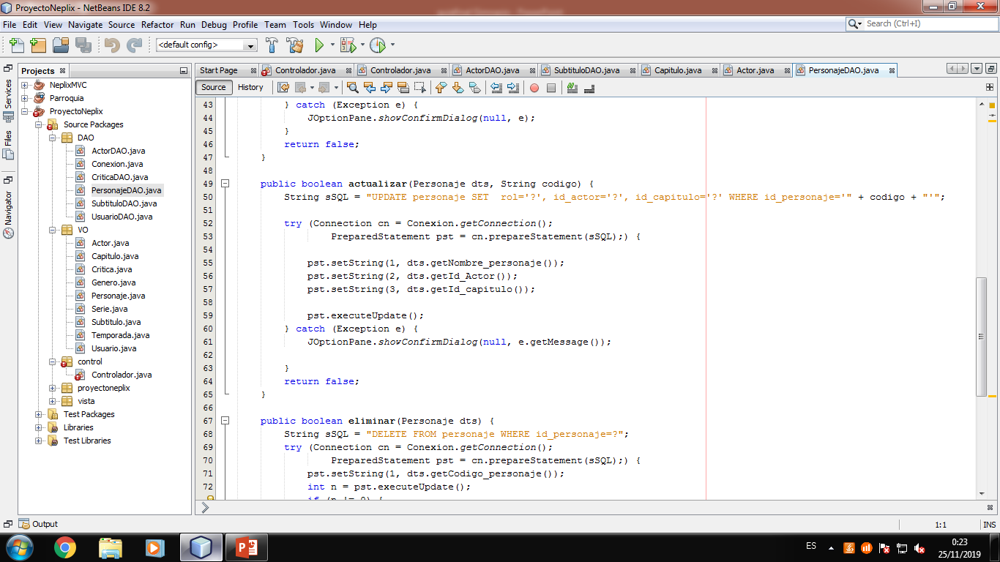 ProyectoNeplix - NetBeans IDE 8.2
File Edit View Navigate Source Refactor Run Debug Profile Team Tools Window Help
Search (Ctrl+I)
<default config>
Services
Files
Navigator
Projects
NeplixMVC
Parroquia
ProyectoNeplix
Source Packages
DAO
ActorDAO.java
Conexion.java
CriticaDAO.java
PersonajeDAO.java
SubtituloDAO.java
UsuarioDAO.java
VO
Actor.java
Capitulo.java
Critica.java
Genero.java
Personaje.java
Serie.java
Subtitulo.java
Temporada.java
Usuario.java
control
Controlador.java
proyectoneplix
vista
Test Packages
Libraries
Test Libraries
Start Page Controlador.java Controlador.java ActorDAO.java SubtituloDAO.java Capitulo.java Actor.java PersonajeDAO.java
Source History
43 } catch (Exception e) {
44 JOptionPane.showConfirmDialog(null, e);
45 }
46 return false;
47 }
48
49 public boolean actualizar(Personaje dts, String codigo) {
50 String sSQL = "UPDATE personaje SET  rol='?', id_actor='?', id_capitulo='?' WHERE id_personaje='" + codigo + "'";
51
52 try (Connection cn = Conexion.getConnection();
53 PreparedStatement pst = cn.prepareStatement(sSQL);) {
54
55 pst.setString(1, dts.getNombre_personaje());
56 pst.setString(2, dts.getId_Actor());
57 pst.setString(3, dts.getId_capitulo());
58
59 pst.executeUpdate();
60 } catch (Exception e) {
61 JOptionPane.showConfirmDialog(null, e.getMessage());
62
63 }
64 return false;
65 }
66
67 public boolean eliminar(Personaje dts) {
68 String sSQL = "DELETE FROM personaje WHERE id_personaje=?";
69 try (Connection cn = Conexion.getConnection();
70 PreparedStatement pst = cn.prepareStatement(sSQL);) {
71 pst.setString(1, dts.getCodigo_personaje());
72 int n = pst.executeUpdate();
if (n != 0) {
Output
1:1 INS
ES
0:23
25/11/2019